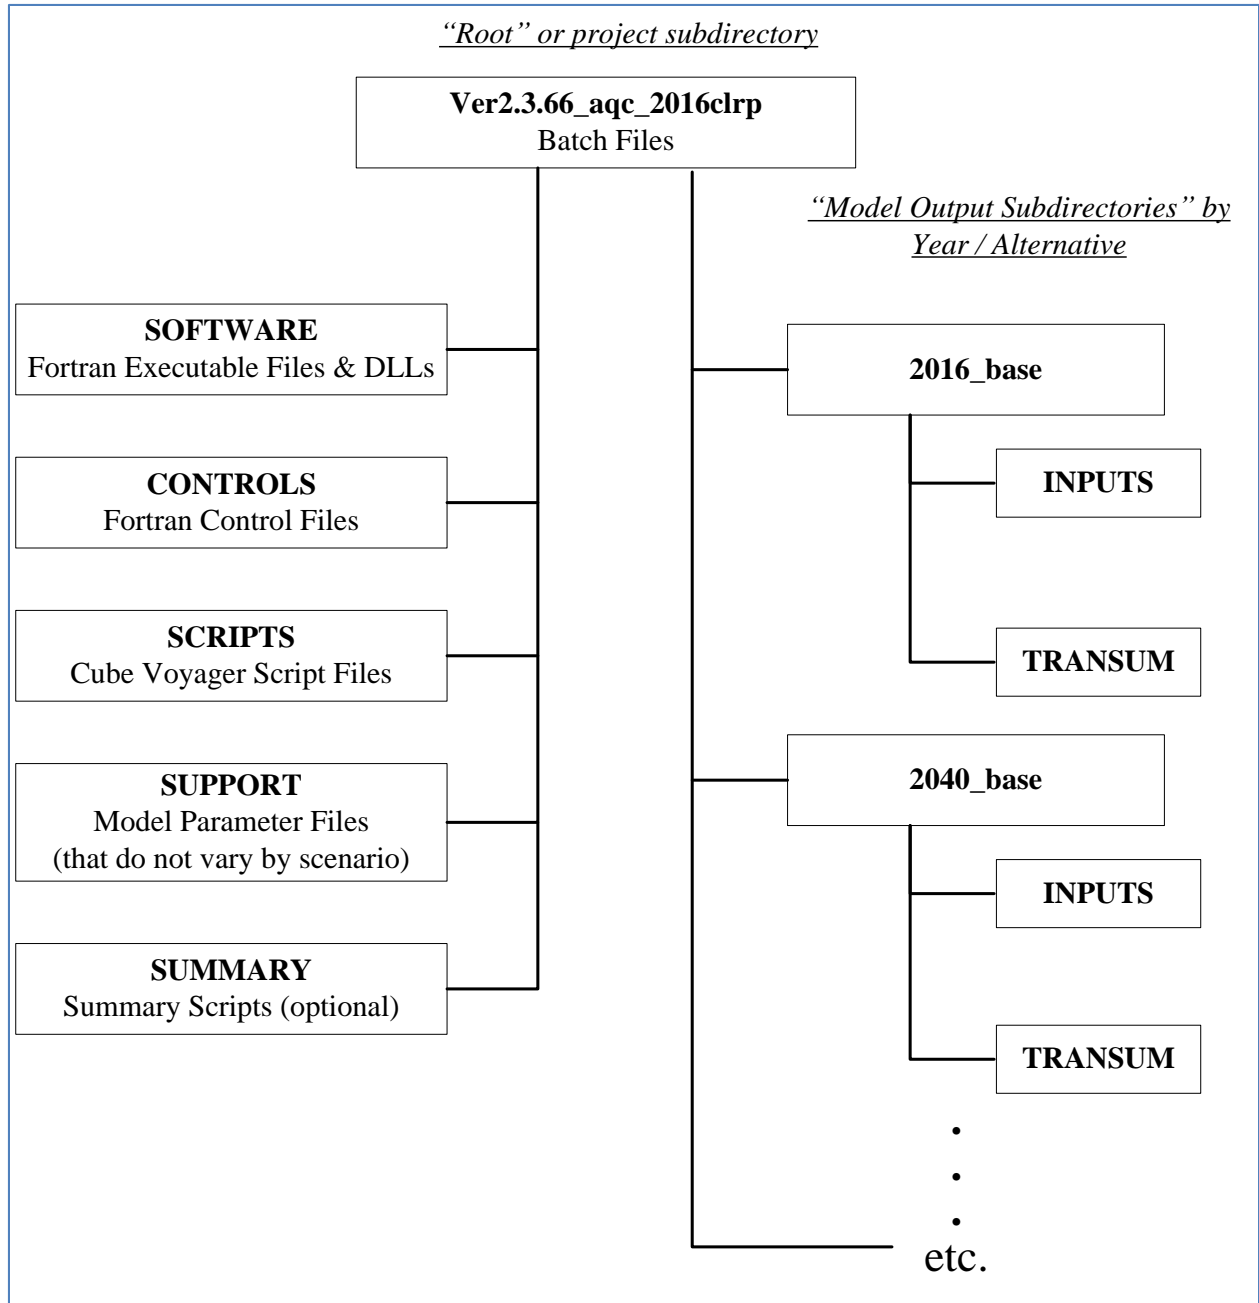 “Root” or project subdirectory
Ver2.3.66_aqc_2016clrp
Batch Files
“Model Output Subdirectories” by
Year / Alternative
SOFTWARE
Fortran Executable Files & DLLs
CONTROLS
Fortran Control Files
SCRIPTS
Cube Voyager Script Files
SUPPORT
Model Parameter Files
(that do not vary by scenario)
SUMMARY
Summary Scripts (optional)
2016_base
INPUTS
TRANSUM
2040_base
INPUTS
TRANSUM
.
.
.
etc.